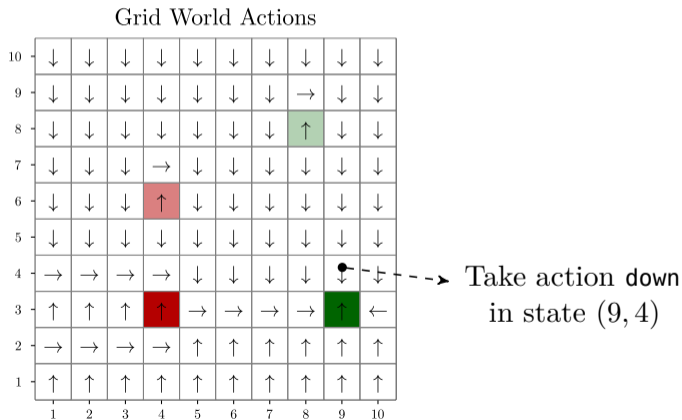 Grid World Actions
10 ↓ ↓ ↓ ↓ ↓ ↓ ↓ ↓ ↓ ↓
9 ↓ ↓ ↓ ↓ ↓ ↓ ↓ → ↓ ↓
8 ↓ ↓ ↓ ↓ ↓ ↓ ↓ ↑ ↓ ↓
7 ↓ ↓ ↓ → ↓ ↓ ↓ ↓ ↓ ↓
6 ↓ ↓ ↓ ↑ ↓ ↓ ↓ ↓ ↓ ↓
5 ↓ ↓ ↓ ↓ ↓ ↓ ↓ ↓ ↓ ↓
4 → → → → ↓ ↓ ↓ ↓ ↓ ↓
3 ↑ ↑ ↑ ↑ → → → → ↑ ←
2 → → → → ↑ ↑ ↑ ↑ ↑ ↑
1 ↑ ↑ ↑ ↑ ↑ ↑ ↑ ↑ ↑ ↑
1 2 3 4 5 6 7 8 9 10
Take action down
in state (9, 4)